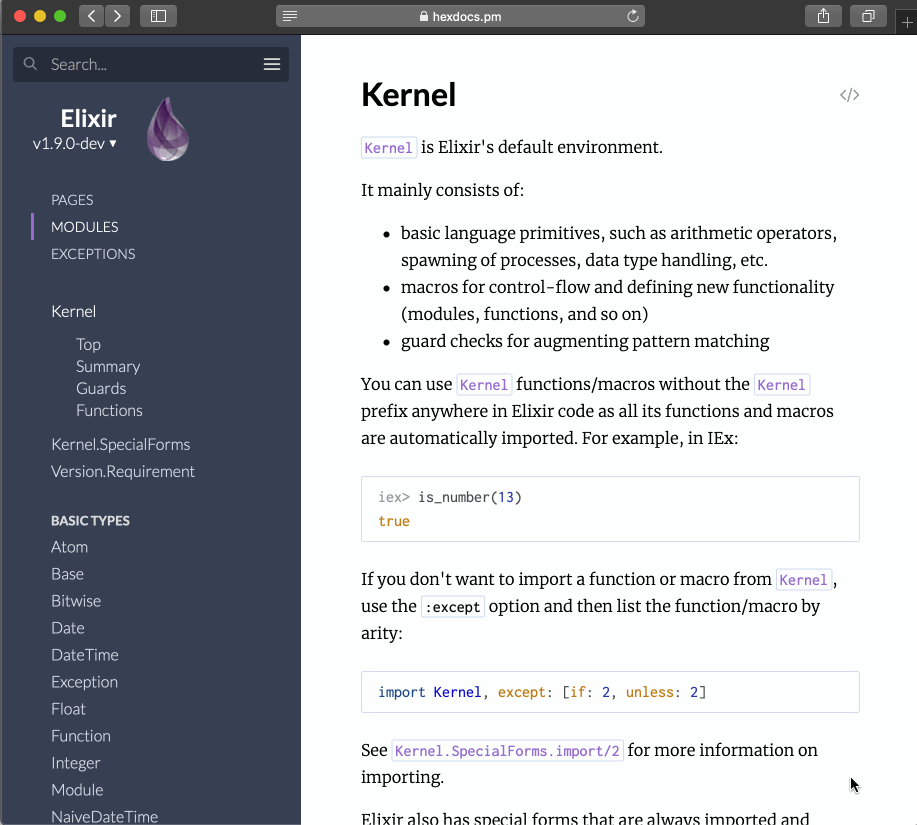 hexdocs.pm
Search...
Elixir
v1.9.0-dev ▾
PAGES
MODULES
EXCEPTIONS
Kernel
Top
Summary
Guards
Functions
Kernel.SpecialForms
Version.Requirement
BASIC TYPES
Atom
Base
Bitwise
Date
DateTime
Exception
Float
Function
Integer
Module
NaiveDateTime
Kernel
</>
Kernel is Elixir's default environment.
It mainly consists of:
• basic language primitives, such as arithmetic operators,
spawning of processes, data type handling, etc.
• macros for control-flow and defining new functionality
(modules, functions, and so on)
• guard checks for augmenting pattern matching
You can use Kernel functions/macros without the Kernel
prefix anywhere in Elixir code as all its functions and macros
are automatically imported. For example, in IEx:
iex> is_number(13)
true
If you don't want to import a function or macro from Kernel,
use the :except option and then list the function/macro by
arity:
import Kernel, except: [if: 2, unless: 2]
See Kernel.SpecialForms.import/2 for more information on
importing.
Elixir also has special forms that are always imported and